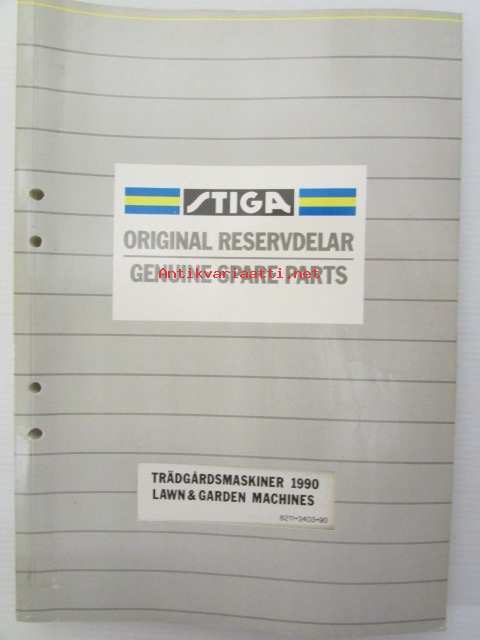 STIGA
ORIGINAL RESERVDELAR
GENUINE SPARE PARTS
Antikvariaatti.net
TRÄDGÅRDSMASKINER 1990
LAWN & GARDEN MACHINES
8211-3403-90